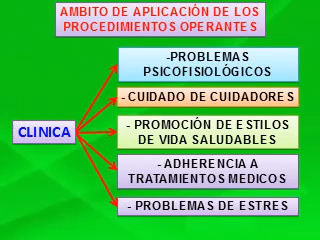 AMBITO DE APLICACIÓN DE LOS
PROCEDIMIENTOS OPERANTES
CLINICA
-PROBLEMAS
PSICOFISIOLÓGICOS
- CUIDADO DE CUIDADORES
- PROMOCIÓN DE ESTILOS
DE VIDA SALUDABLES
- ADHERENCIA A
TRATAMIENTOS MEDICOS
- PROBLEMAS DE ESTRES